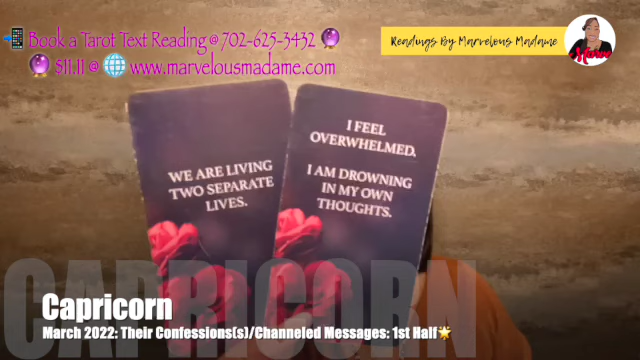 📲Book a Tarot Text Reading@702-625-3432 🔮
🔮 $11.11 @ 🌐 www.marvelousmadame.com
Readings By Marvelous Madame
Marve
WE ARE LIVING
TWO SEPARATE
LIVES.
I FEEL
OVERWHELMED.
I AM DROWNING
IN MY OWN
THOUGHTS.
CAPRICORN
Capricorn
March 2022: Their Confessions(s)/Channeled Messages: 1st Half🌟